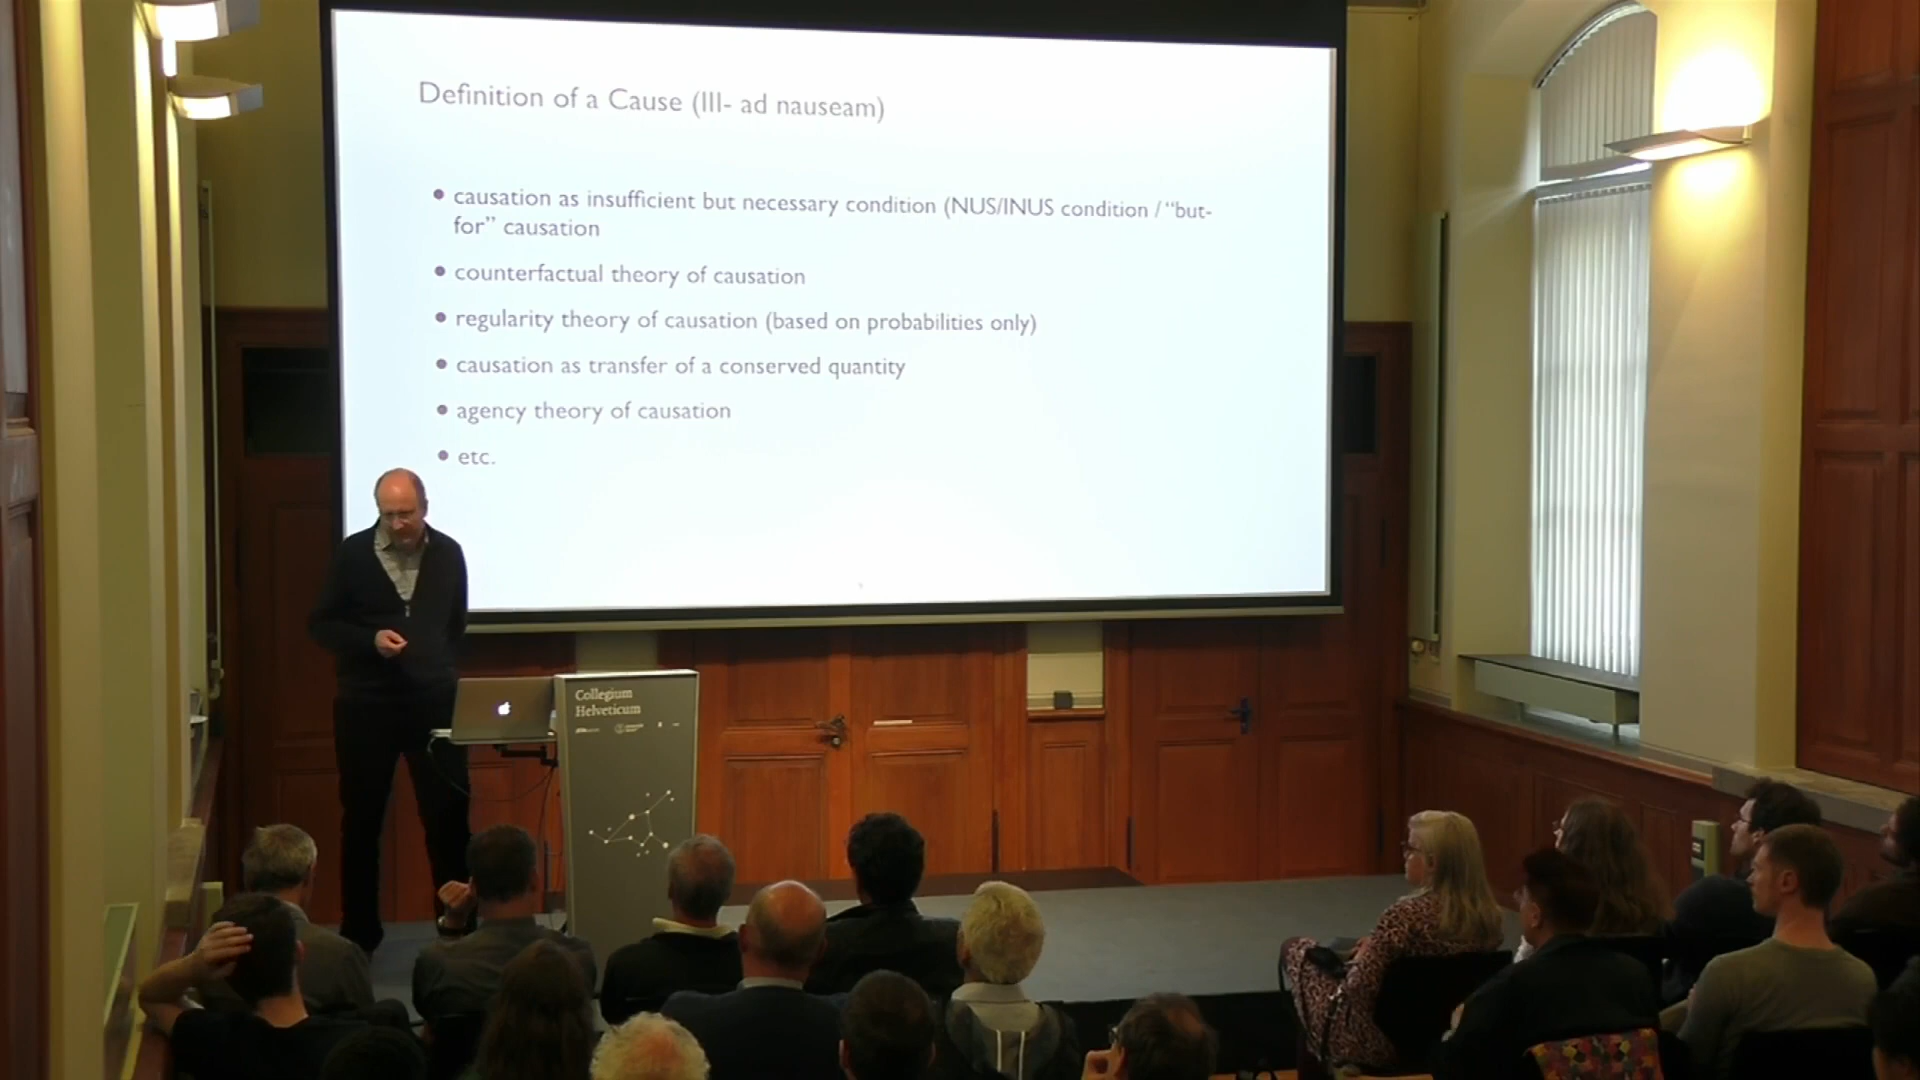 Definition of a Cause (III- ad nauseam)
• causation as insufficient but necessary condition (NUS/INUS condition / “but-
for” causation
• counterfactual theory of causation
• regularity theory of causation (based on probabilities only)
• causation as transfer of a conserved quantity
• agency theory of causation
• etc.
Collegium
Helveticum